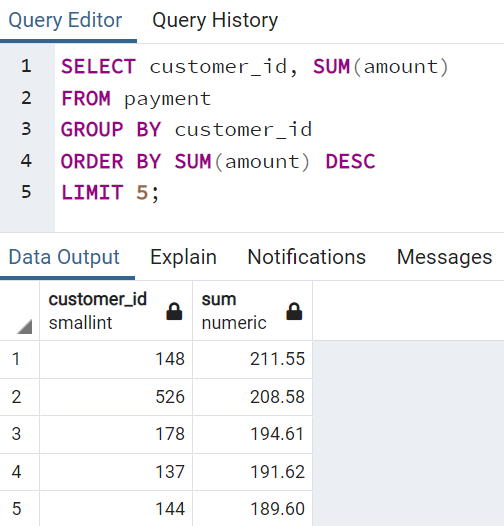 Query Editor Query History
1 SELECT customer_id, SUM(amount)
2 FROM payment
3 GROUP BY customer_id
4 ORDER BY SUM(amount) DESC
5 LIMIT 5;
Data Output Explain Notifications Messages
customer_id sum
smallint numeric
1 148 211.55
2 526 208.58
3 178 194.61
4 137 191.62
5 144 189.60